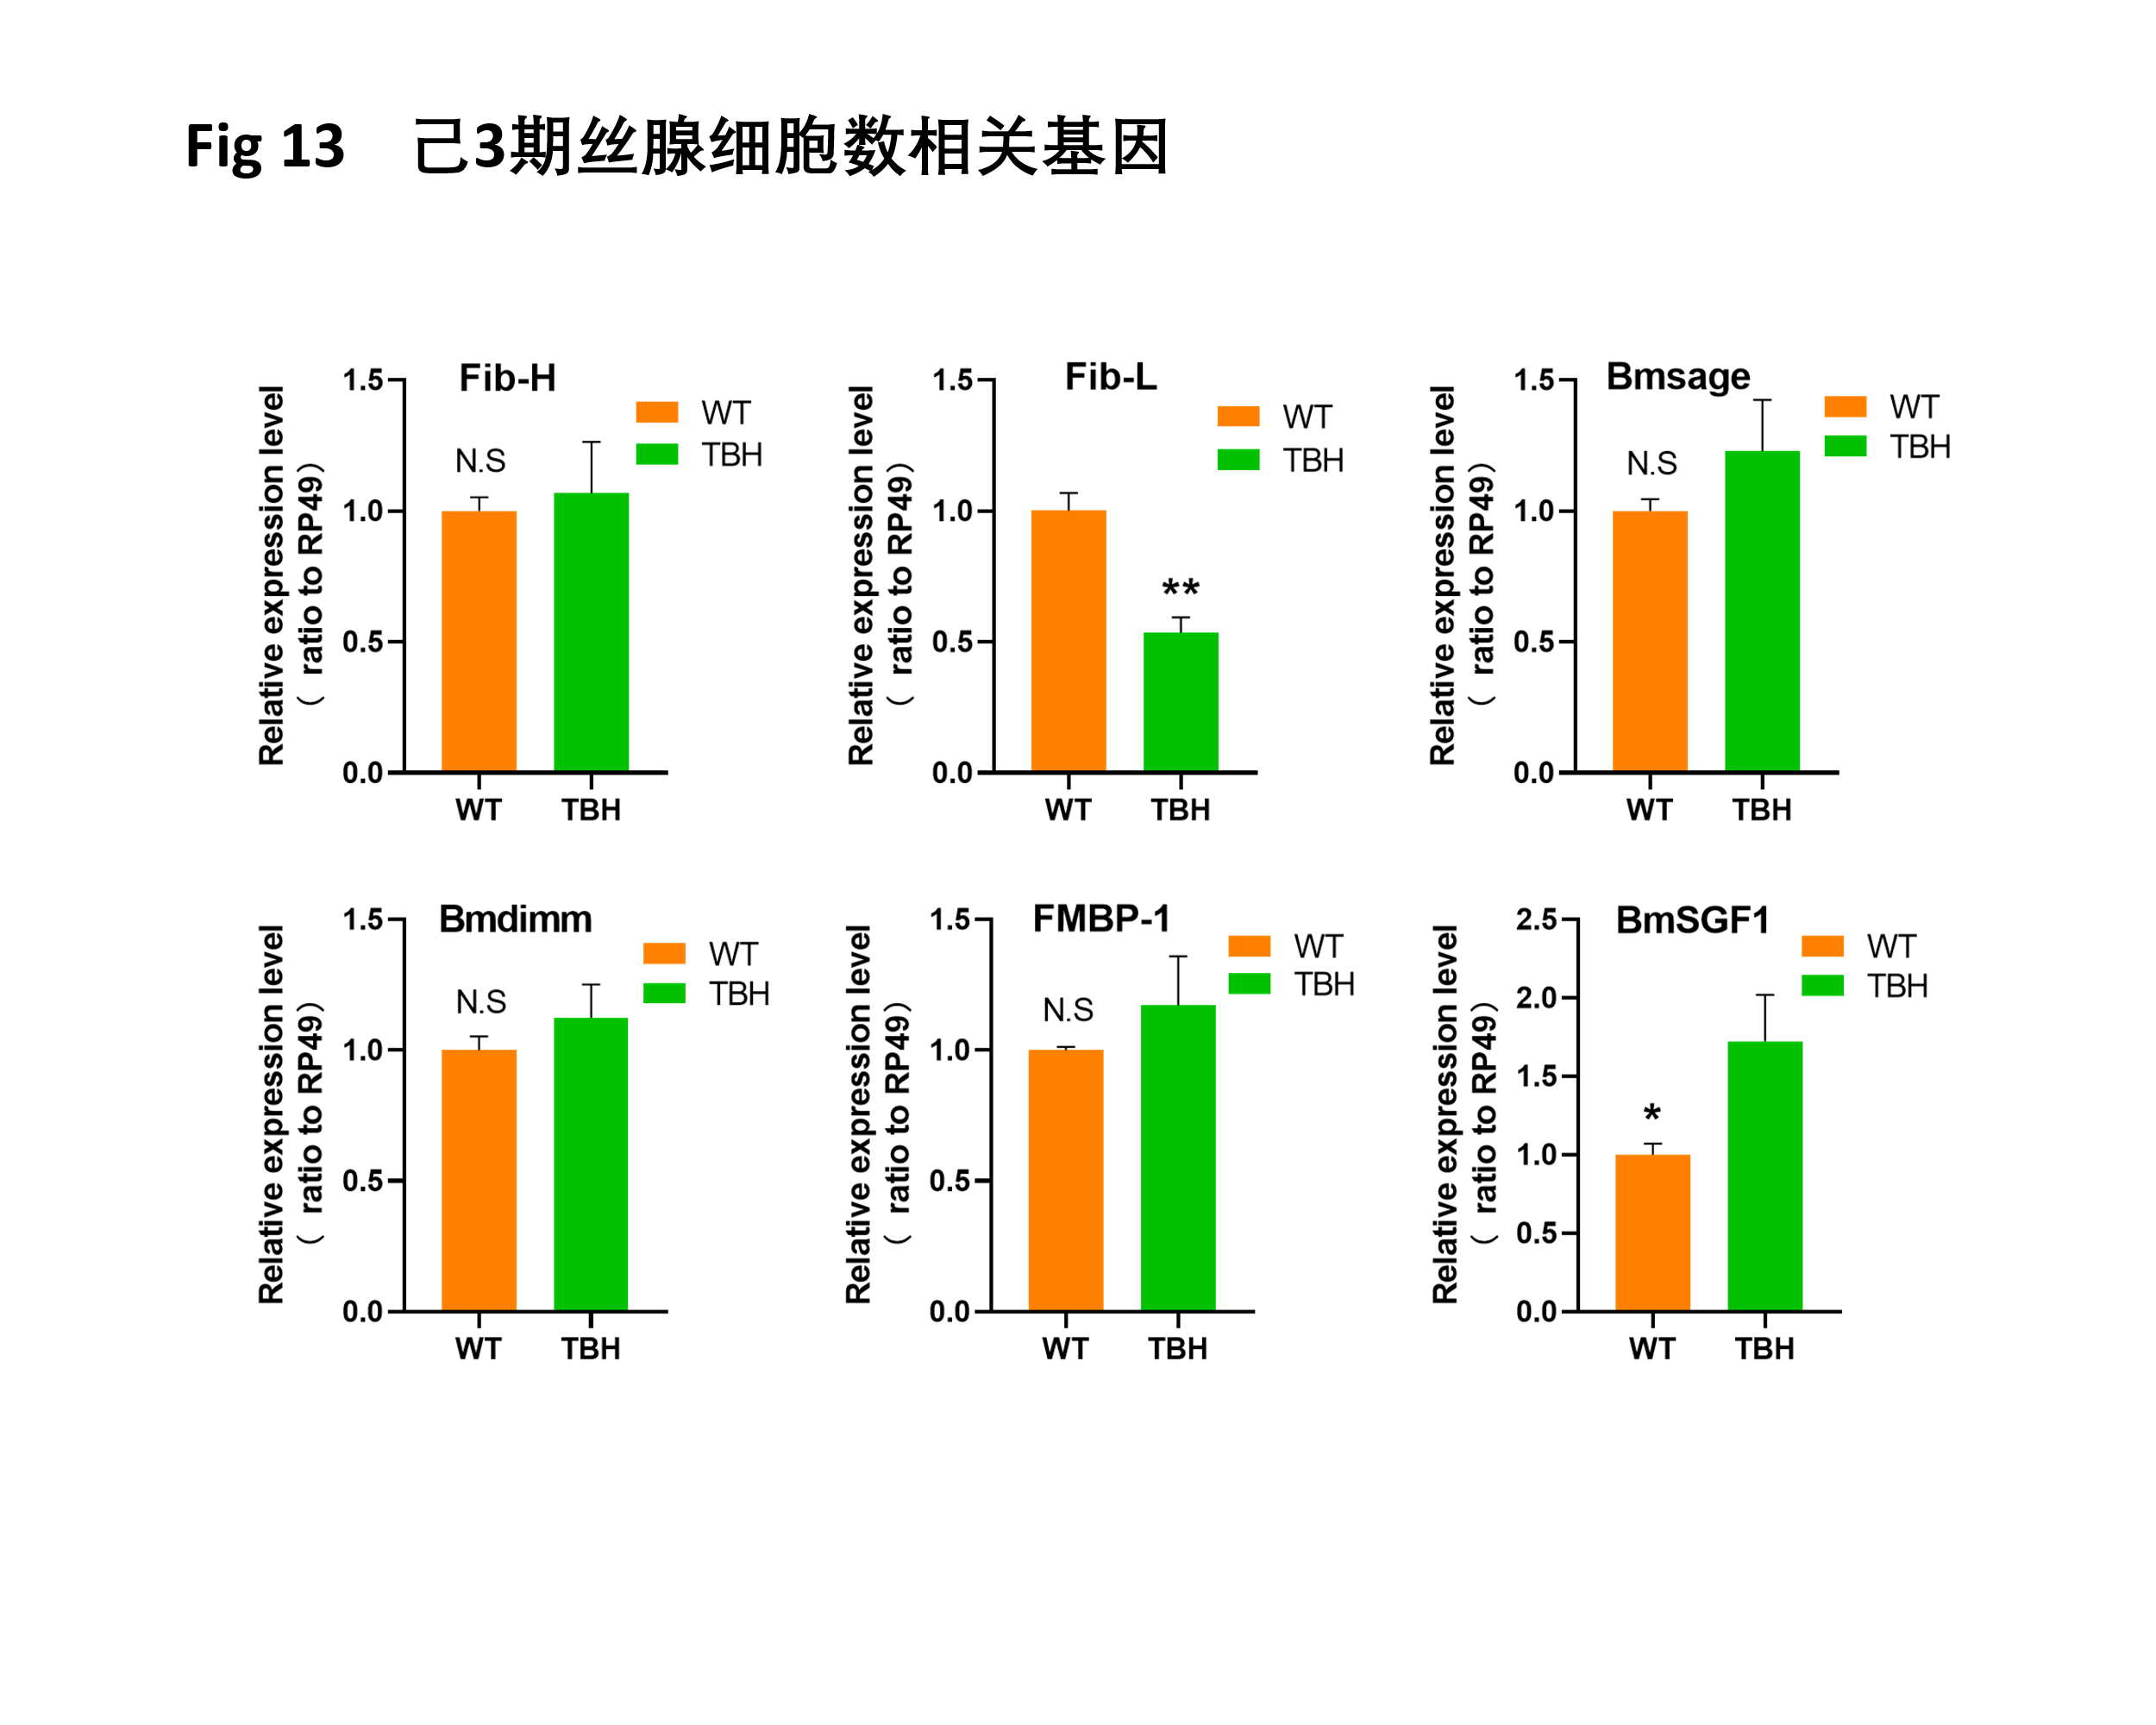 Fig 13 己3期丝腺细胞数相关基因
Fib-H
Relative expression level
（ ratio to RP49）
1.5
1.0
0.5
0.0
N.S
WT
TBH
WT
TBH
Fib-L
Relative expression level
（ ratio to RP49）
1.5
1.0
0.5
0.0
**
WT
TBH
WT
TBH
Bmsage
Relative expression level
（ ratio to RP49）
1.5
1.0
0.5
0.0
N.S
WT
TBH
WT
TBH
Bmdimm
Relative expression level
（ ratio to RP49）
1.5
1.0
0.5
0.0
N.S
WT
TBH
WT
TBH
FMBP-1
Relative expression level
（ ratio to RP49）
1.5
1.0
0.5
0.0
N.S
WT
TBH
WT
TBH
BmSGF1
Relative expression level
（ ratio to RP49）
2.5
2.0
1.5
1.0
0.5
0.0
*
WT
TBH
WT
TBH